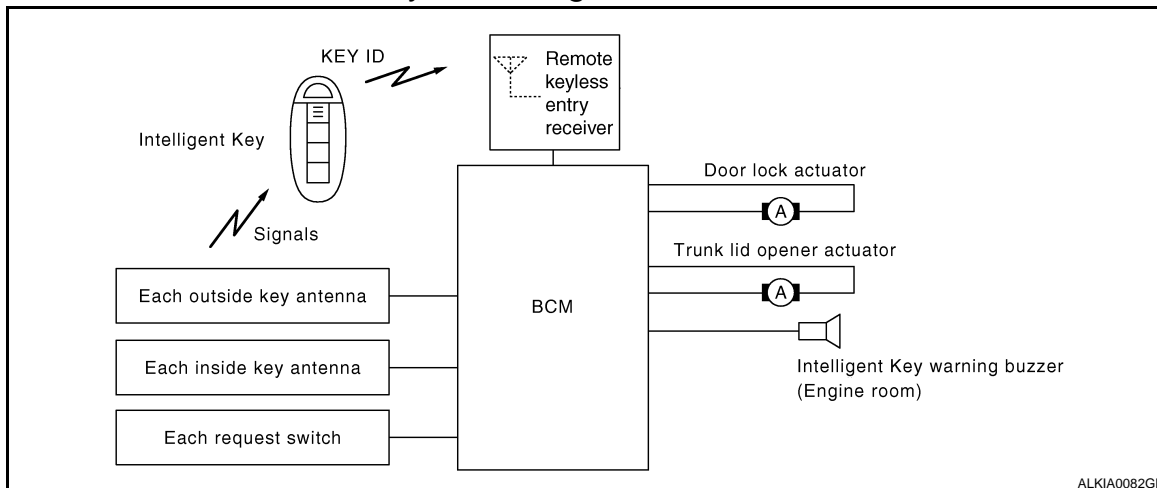 KEY ID
Remote
keyless
entry
receiver
Intelligent Key
Signals
Door lock actuator
A
Trunk lid opener actuator
A
Each outside key antenna
BCM
Each inside key antenna
Intelligent Key warning buzzer
(Engine room)
Each request switch